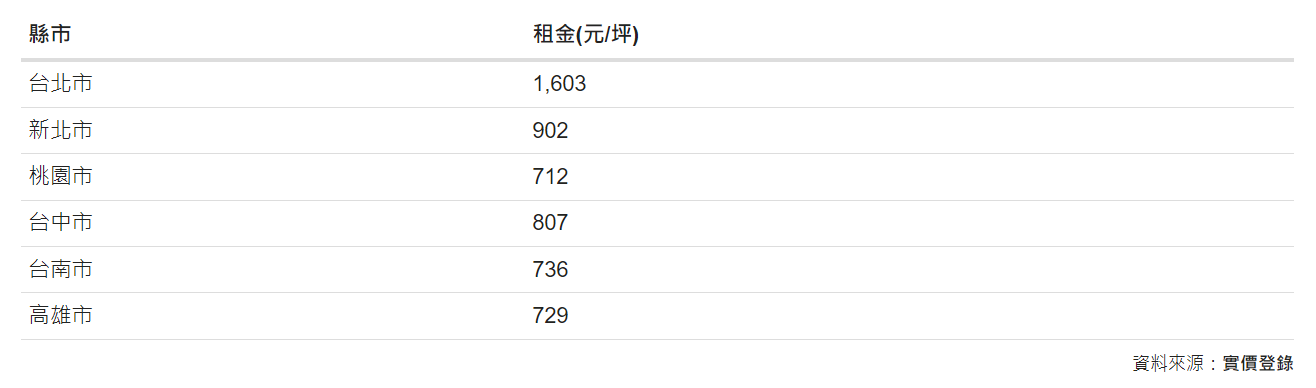 縣市 租金(元/坪)
台北市 1,603
新北市 902
桃園市 712
台中市 807
台南市 736
高雄市 729
資料來源：實價登錄